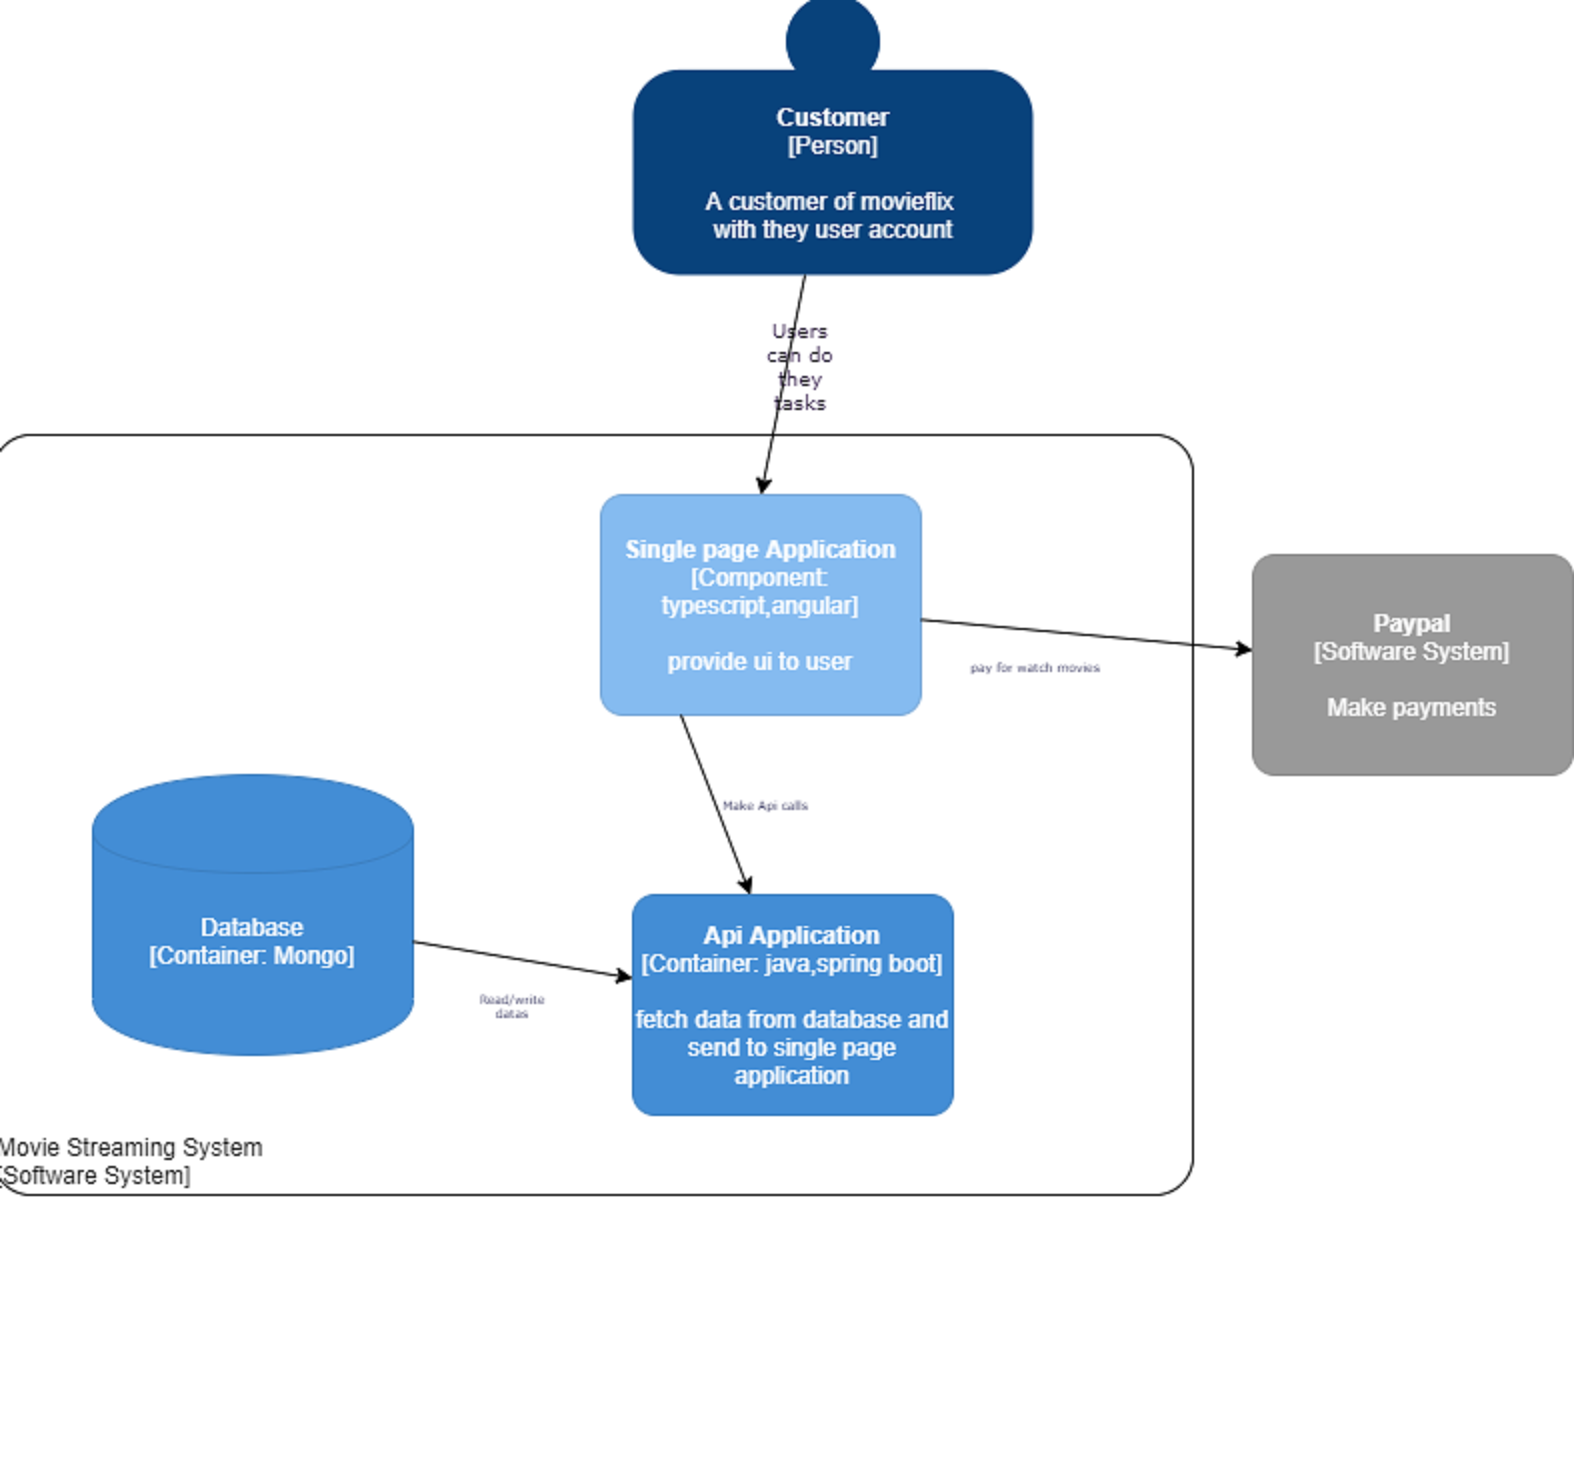 Customer
[Person]
A customer of movieflix
with they user account
Users
can do
they
tasks
Single page Application
[Component:
typescript,angular]
provide ui to user
pay for watch movies
Paypal
[Software System]
Make payments
Make Api calls
Database
[Container: Mongo]
Read/write
datas
Api Application
[Container: java,spring boot]
fetch data from database and
send to single page
application
Movie Streaming System
[Software System]